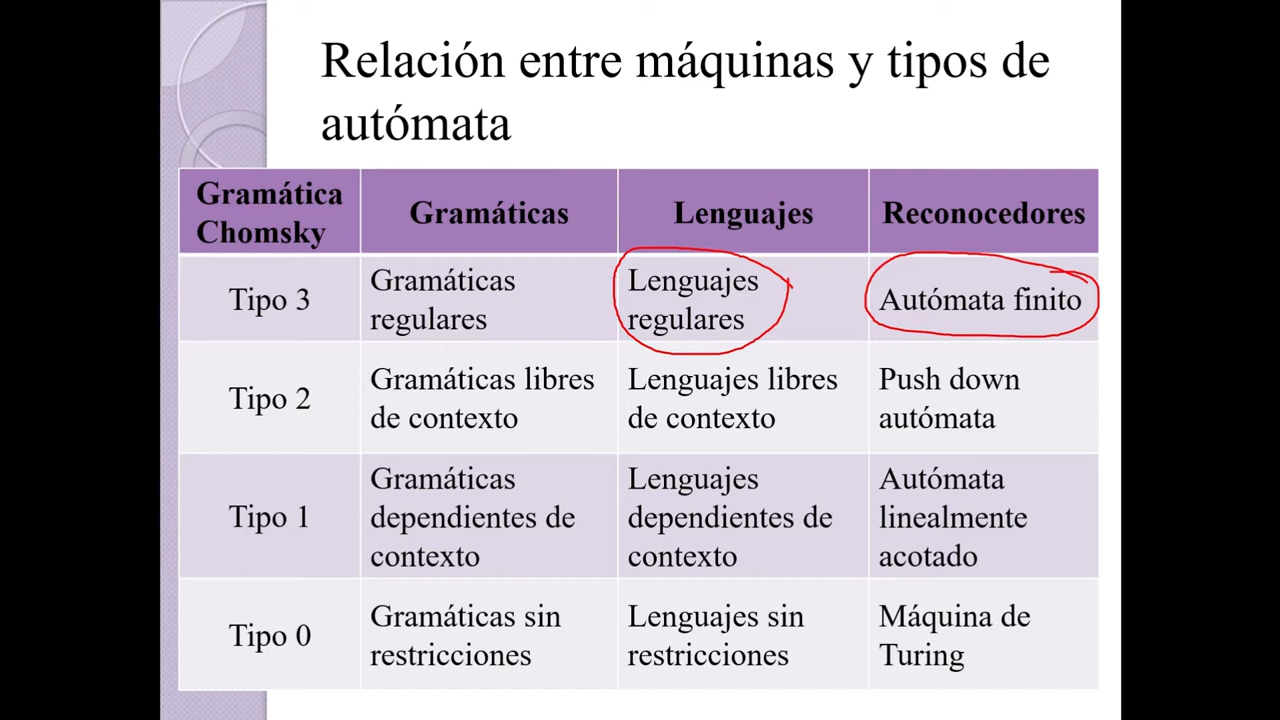 Relación entre máquinas y tipos de
autómata
Gramática
Chomsky
Gramáticas
Lenguajes
Reconocedores
Tipo 3
Gramáticas
regulares
Lenguajes
regulares
Autómata finito
Tipo 2
Gramáticas libres
de contexto
Lenguajes libres
de contexto
Push down
autómata
Tipo 1
Gramáticas
dependientes de
contexto
Lenguajes
dependientes de
contexto
Autómata
linealmente
acotado
Tipo 0
Gramáticas sin
restricciones
Lenguajes sin
restricciones
Máquina de
Turing